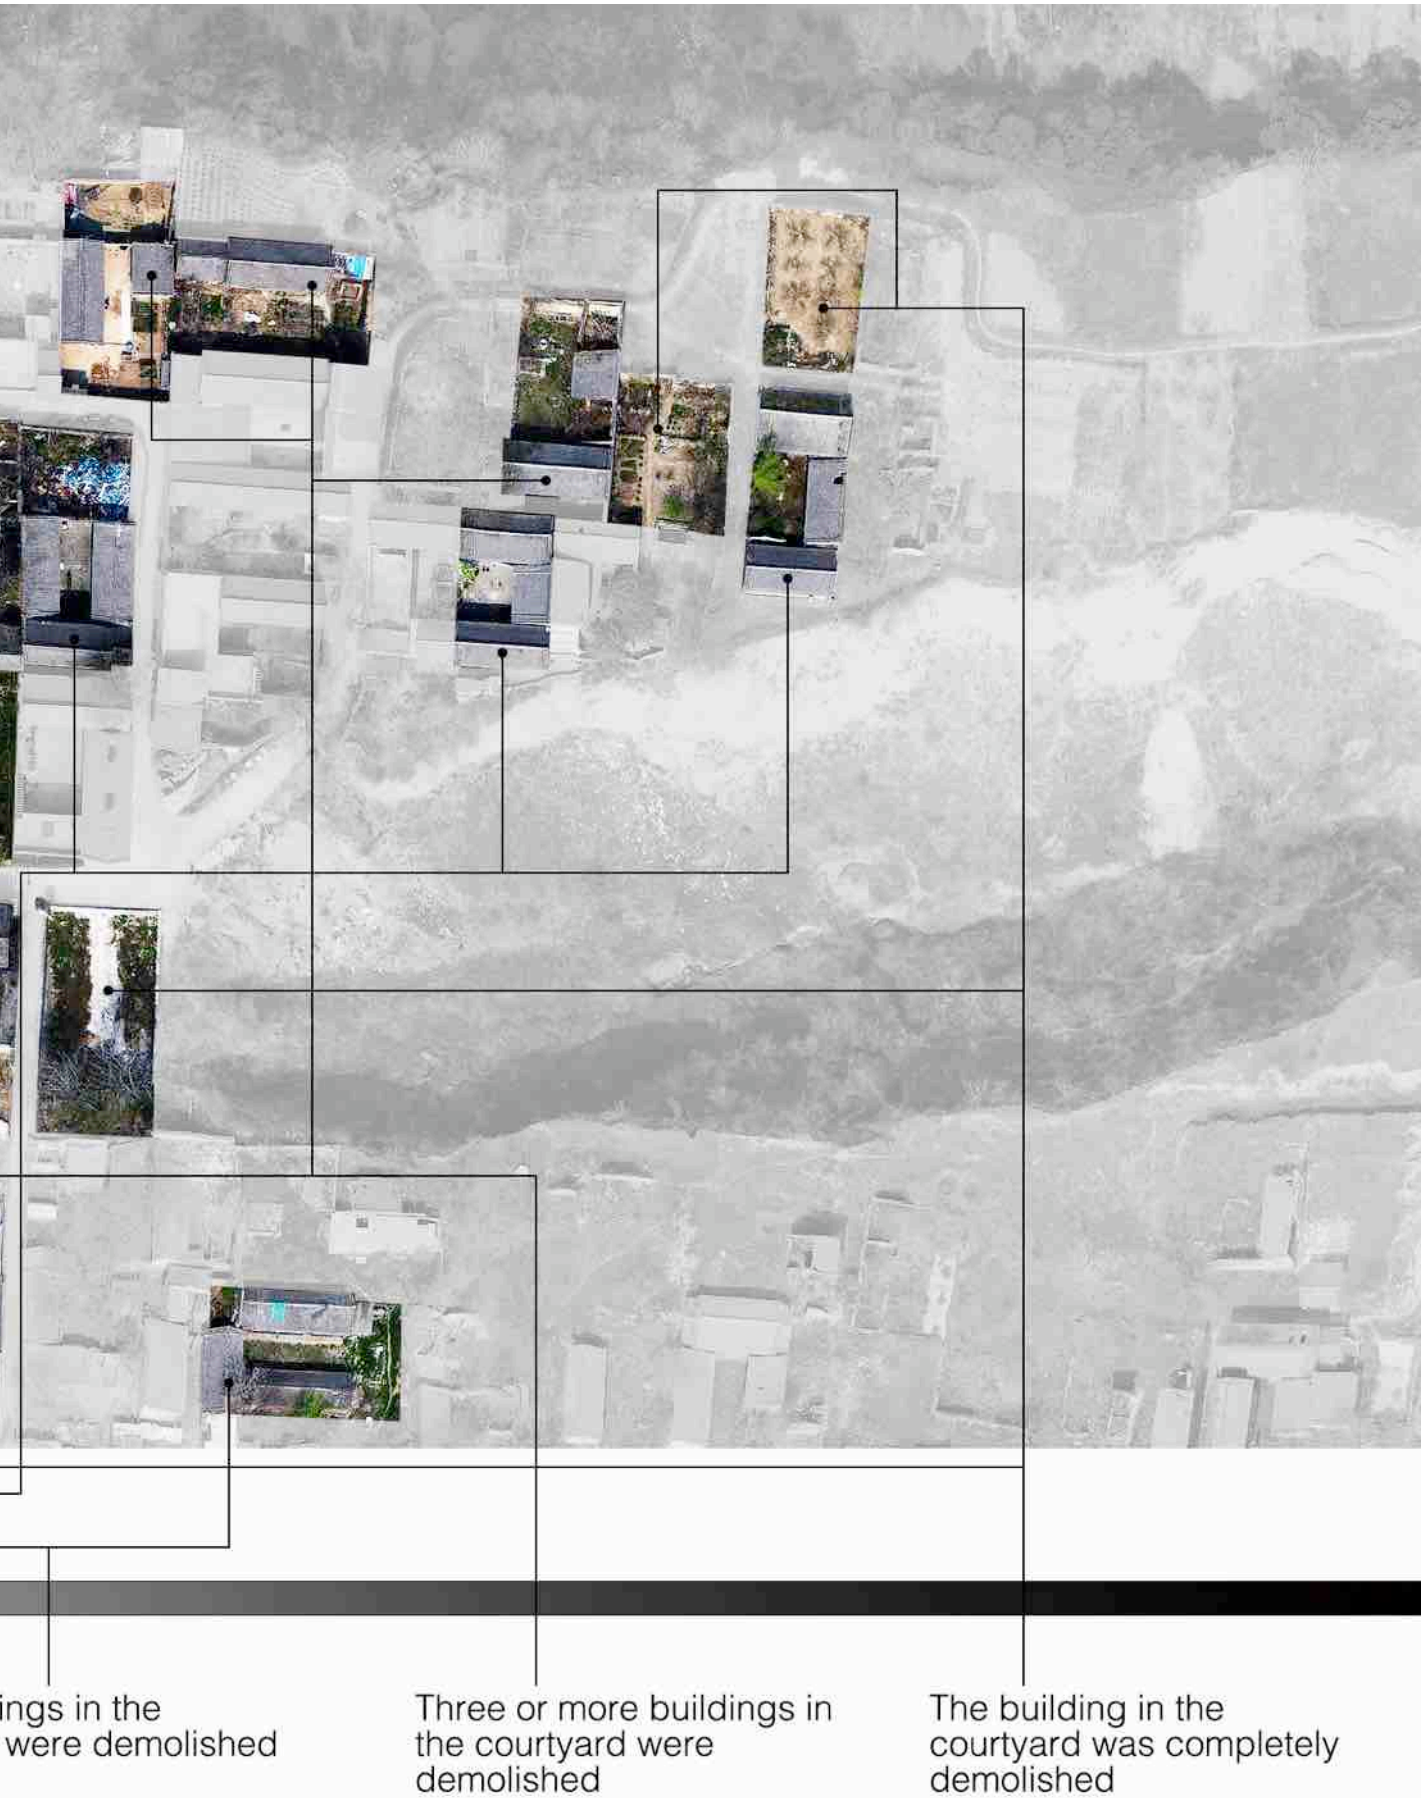 ings in the
were demolished
Three or more buildings in
the courtyard were
demolished
The building in the
courtyard was completely
demolished